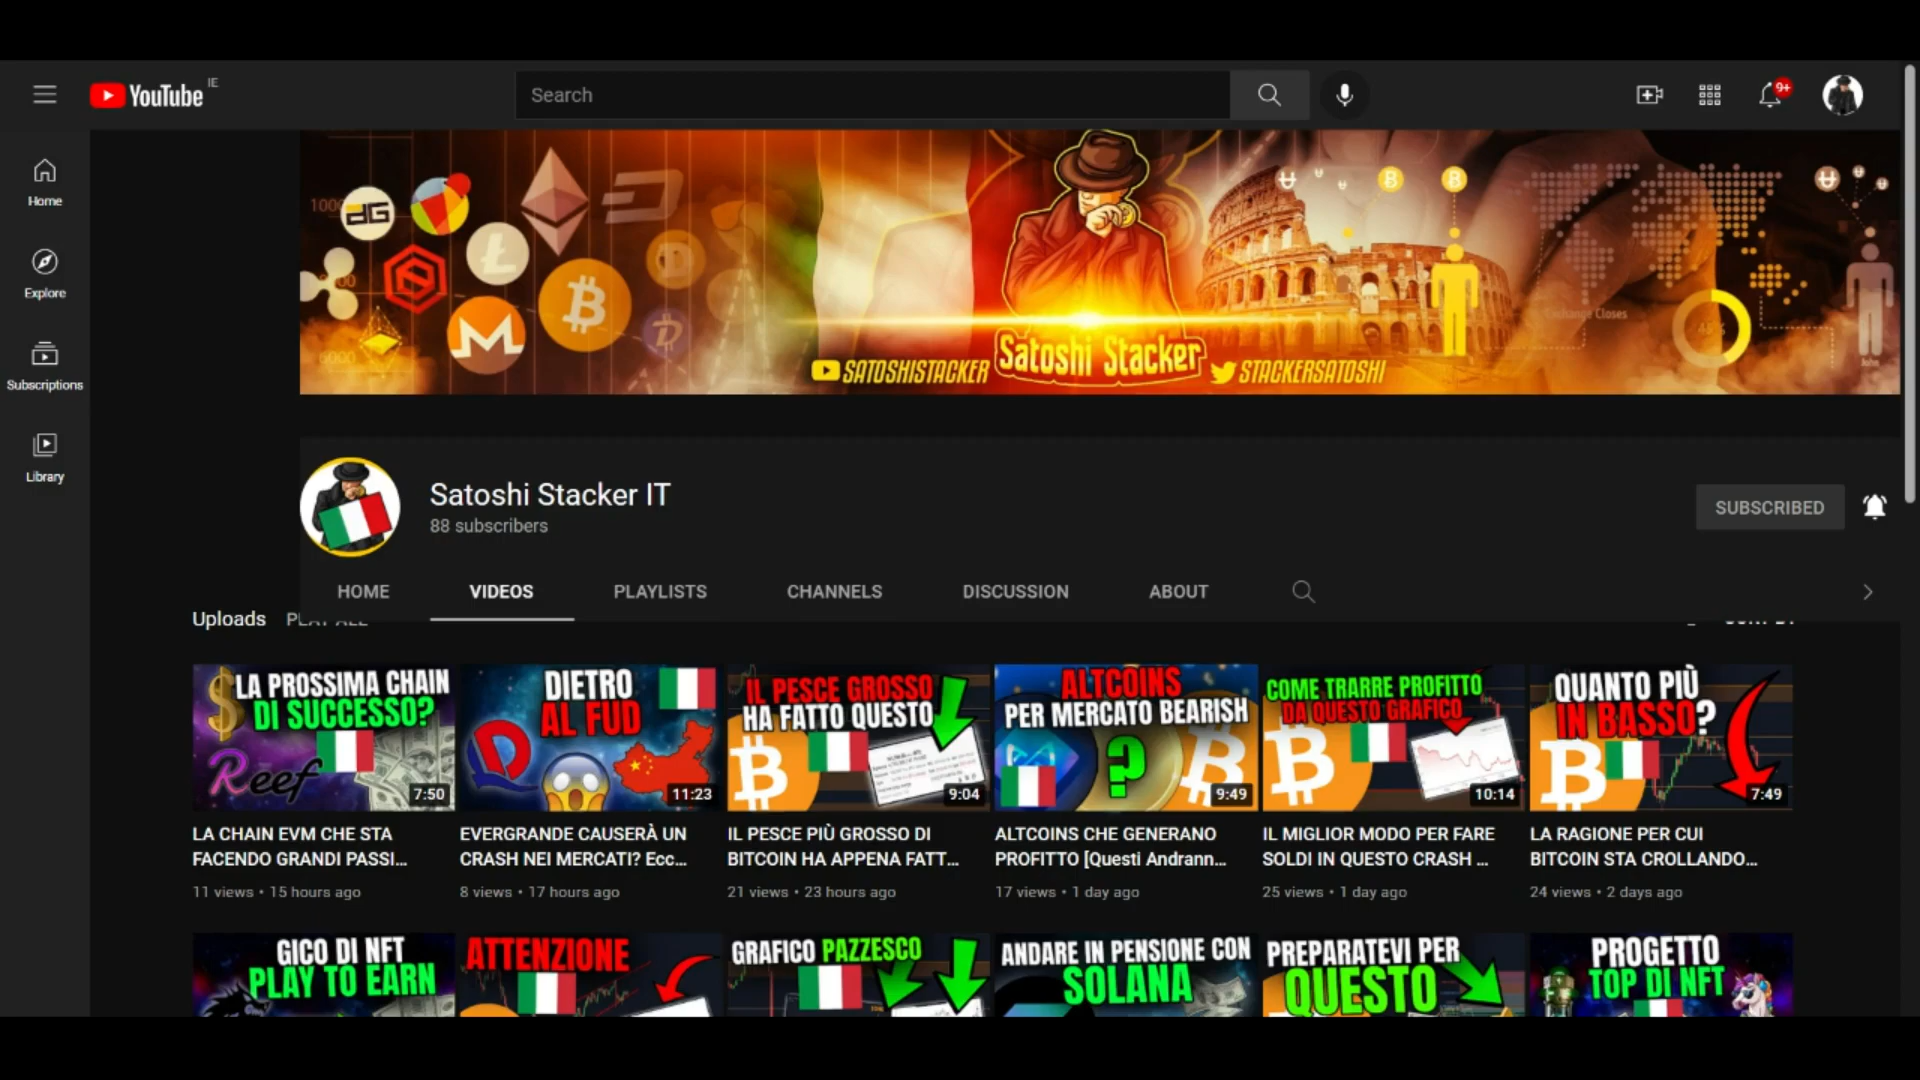 YouTube IE
Search
9+
Home
Explore
Subscriptions
Library
SATOSHISTACKER
Satoshi Stacker
STACKERSATOSHI
Exchange Closes
Satoshi Stacker IT
88 subscribers
SUBSCRIBED
HOME
VIDEOS
PLAYLISTS
CHANNELS
DISCUSSION
ABOUT
Uploads
PLAY ALL
SORT BY
LA PROSSIMA CHAIN
DI SUCCESSO?
Reef
7:50
LA CHAIN EVM CHE STA
FACENDO GRANDI PASSI...
11 views • 15 hours ago
DIETRO
AL FUD
11:23
EVERGRANDE CAUSERÀ UN
CRASH NEI MERCATI? Ecc...
8 views • 17 hours ago
IL PESCE GROSSO
HA FATTO QUESTO
9:04
IL PESCE PIÙ GROSSO DI
BITCOIN HA APPENA FATT...
21 views • 23 hours ago
ALTCOINS
PER MERCATO BEARISH
?
9:49
ALTCOINS CHE GENERANO
PROFITTO [Questi Andrann...
17 views • 1 day ago
COME TRARRE PROFITTO
DA QUESTO GRAFICO
10:14
IL MIGLIOR MODO PER FARE
SOLDI IN QUESTO CRASH ...
25 views • 1 day ago
QUANTO PIÙ
IN BASSO?
7:49
LA RAGIONE PER CUI
BITCOIN STA CROLLANDO...
24 views • 2 days ago
GICO DI NFT
PLAY TO EARN
ATTENZIONE
GRAFICO PAZZESCO
ANDARE IN PENSIONE CON
SOLANA
PREPARATEVI PER
QUESTO
PROGETTO
TOP DI NFT